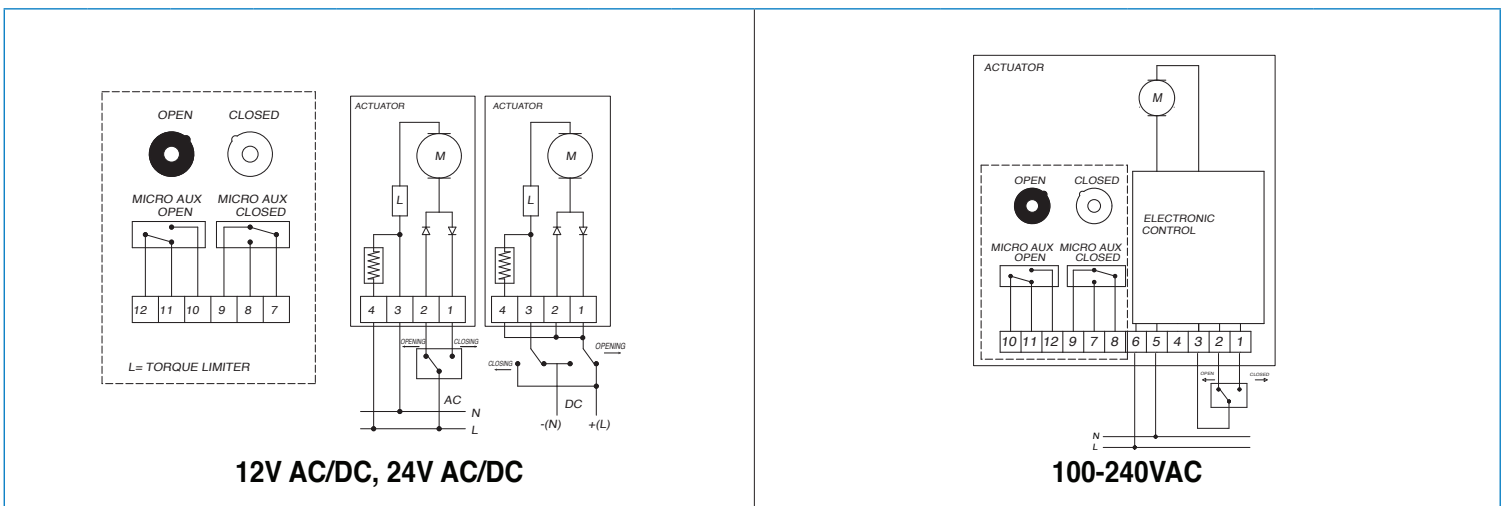 OPEN CLOSED
MICRO AUX MICRO AUX
OPEN CLOSED
12 11 10 9 8 7
L= TORQUE LIMITER
ACTUATOR
M
L
4 3 2 1
OPENING CLOSING
AC
N
L
ACTUATOR
M
L
4 3 2 1
CLOSING OPENING
DC
-(N) +(L)
12V AC/DC, 24V AC/DC
ACTUATOR
M
OPEN CLOSED
MICRO AUX MICRO AUX
OPEN CLOSED
ELECTRONIC
CONTROL
10 11 12 9 7 8 6 5 4 3 2 1
OPEN CLOSED
N
L
100-240VAC